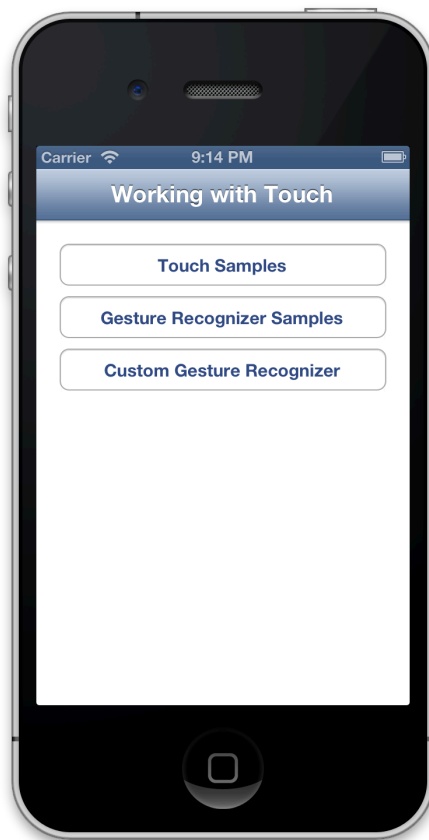 Carrier 9:14 PM
Working with Touch
Touch Samples
Gesture Recognizer Samples
Custom Gesture Recognizer